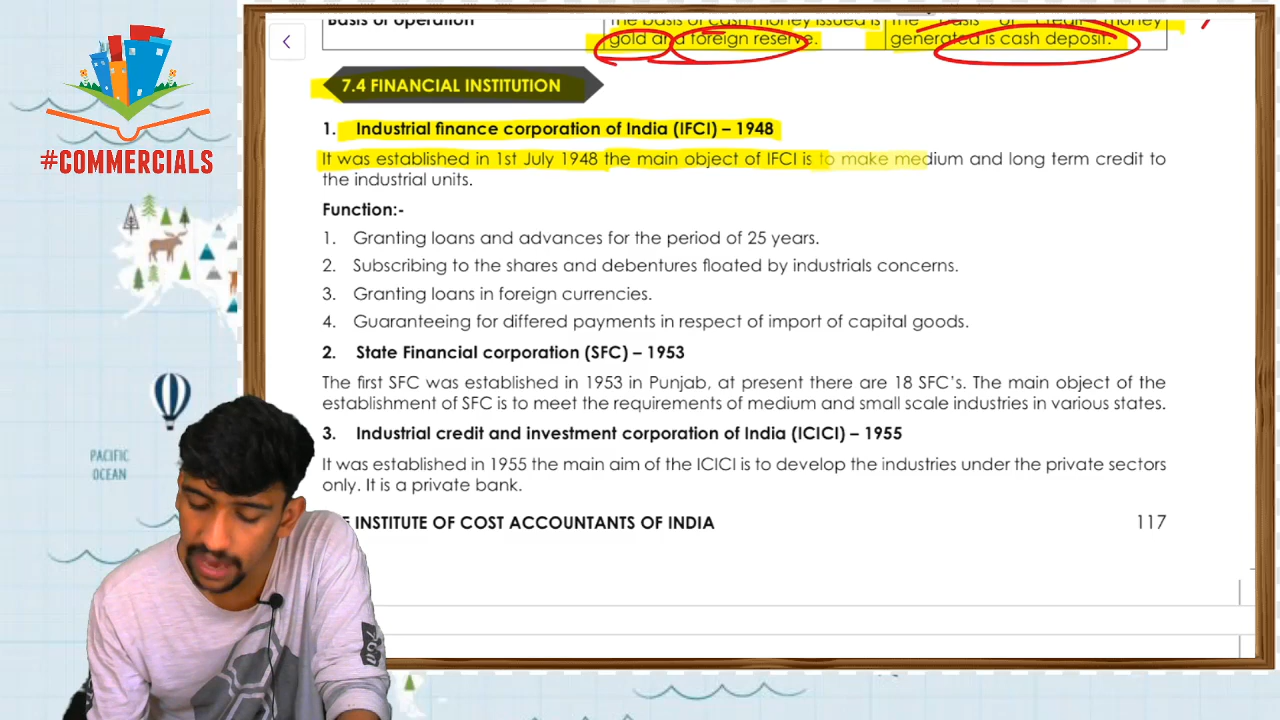 Basis of operation
The basis of cash money issued is
gold and foreign reserve.
The basis of credit money
generated is cash deposit.
7.4 FINANCIAL INSTITUTION
1. Industrial finance corporation of India (IFCI) – 1948
It was established in 1st July 1948 the main object of IFCI is to make medium and long term credit to
the industrial units.
Function:-
1. Granting loans and advances for the period of 25 years.
2. Subscribing to the shares and debentures floated by industrials concerns.
3. Granting loans in foreign currencies.
4. Guaranteeing for differed payments in respect of import of capital goods.
2. State Financial corporation (SFC) – 1953
The first SFC was established in 1953 in Punjab, at present there are 18 SFC's. The main object of the
establishment of SFC is to meet the requirements of medium and small scale industries in various states.
3. Industrial credit and investment corporation of India (ICICI) – 1955
It was established in 1955 the main aim of the ICICI is to develop the industries under the private sectors
only. It is a private bank.
INSTITUTE OF COST ACCOUNTANTS OF INDIA
117
#COMMERCIALS
PACIFIC
OCEAN